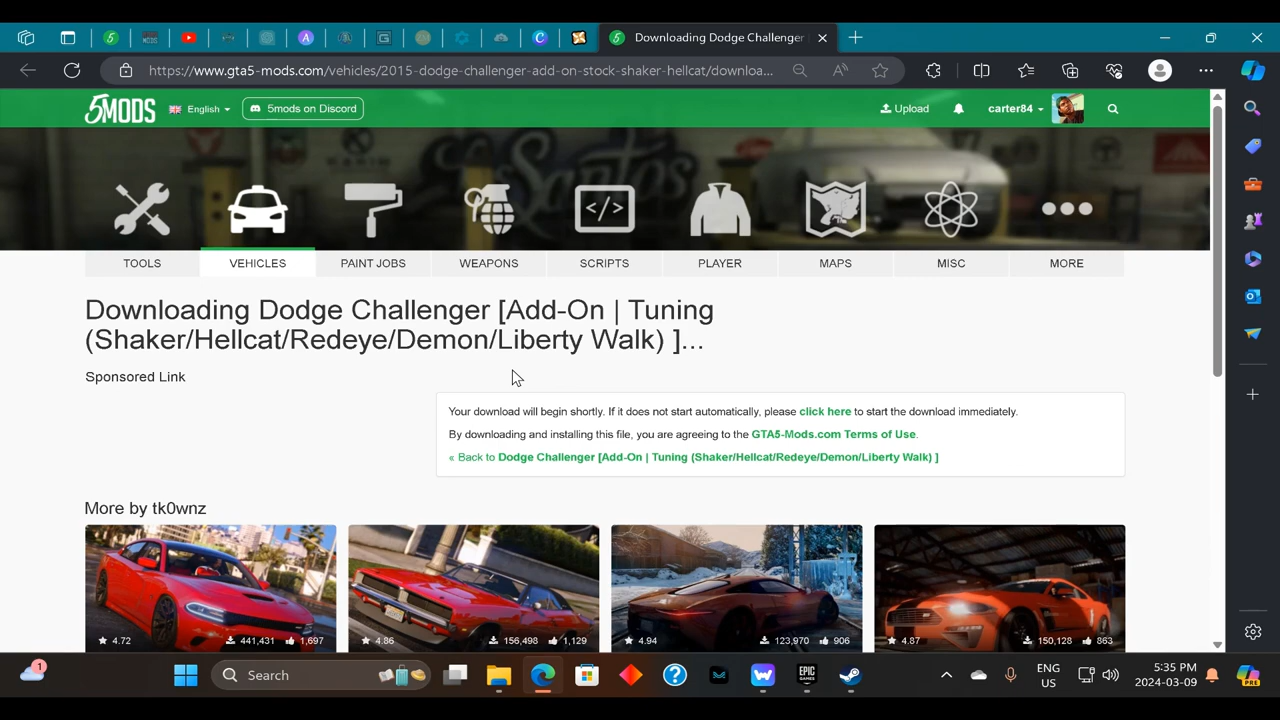 Downloading Dodge Challenger
https://www.gta5-mods.com/vehicles/2015-dodge-challenger-add-on-stock-shaker-hellcat/downloa...
5MODS
English
5mods on Discord
Upload
carter84
TOOLS
VEHICLES
PAINT JOBS
WEAPONS
SCRIPTS
PLAYER
MAPS
MISC
MORE
Downloading Dodge Challenger [Add-On | Tuning
(Shaker/Hellcat/Redeye/Demon/Liberty Walk) ]...
Sponsored Link
Your download will begin shortly. If it does not start automatically, please click here to start the download immediately.
By downloading and installing this file, you are agreeing to the GTA5-Mods.com Terms of Use.
« Back to Dodge Challenger [Add-On | Tuning (Shaker/Hellcat/Redeye/Demon/Liberty Walk) ]
More by tk0wnz
4.72 441,431 1,697
4.86 156,498 1,129
4.94 123,970 906
4.87 150,128 863
1
Search
EPIC GAMES
ENG
US
5:35 PM
2024-03-09
PRE